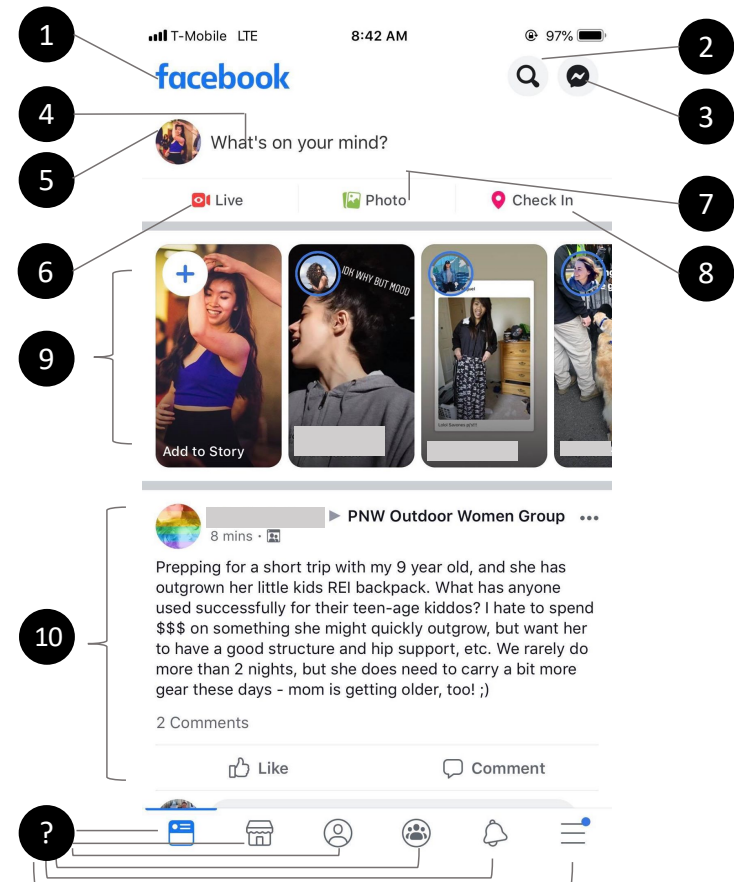 1
T-Mobile LTE 8:42 AM 97%
2
facebook
3
4
What's on your mind?
5
Live Photo Check In
7
6
8
IDK WHY BUT MOOD
9
Add to Story
PNW Outdoor Women Group
8 mins ·
Prepping for a short trip with my 9 year old, and she has
outgrown her little kids REI backpack. What has anyone
used successfully for their teen-age kiddos? I hate to spend
$$$ on something she might quickly outgrow, but want her
to have a good structure and hip support, etc. We rarely do
more than 2 nights, but she does need to carry a bit more
gear these days - mom is getting older, too! ;)
10
2 Comments
Like Comment
?